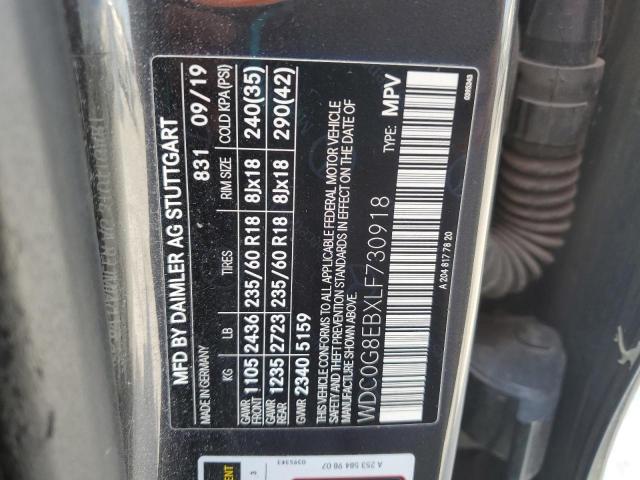 MFD BY DAIMLER AG STUTTGART
MADE IN GERMANY 831 09/19
KG LB TIRES RIM SIZE COLD KPA(PSI)
GAWR FRONT 1105 2436 235/60 R18 8Jx18 240(35)
GAWR REAR 1235 2723 235/60 R18 8Jx18 290(42)
GVWR 2340 5159
THIS VEHICLE CONFORMS TO ALL APPLICABLE FEDERAL MOTOR VEHICLE
SAFETY AND THEFT PREVENTION STANDARDS IN EFFECT ON THE DATE OF
MANUFACTURE SHOWN ABOVE.
WDC0G8EBXLF730918 TYPE: MPV
A 204 817 78 20
0395343
A 253 584 98 07
0395343
3